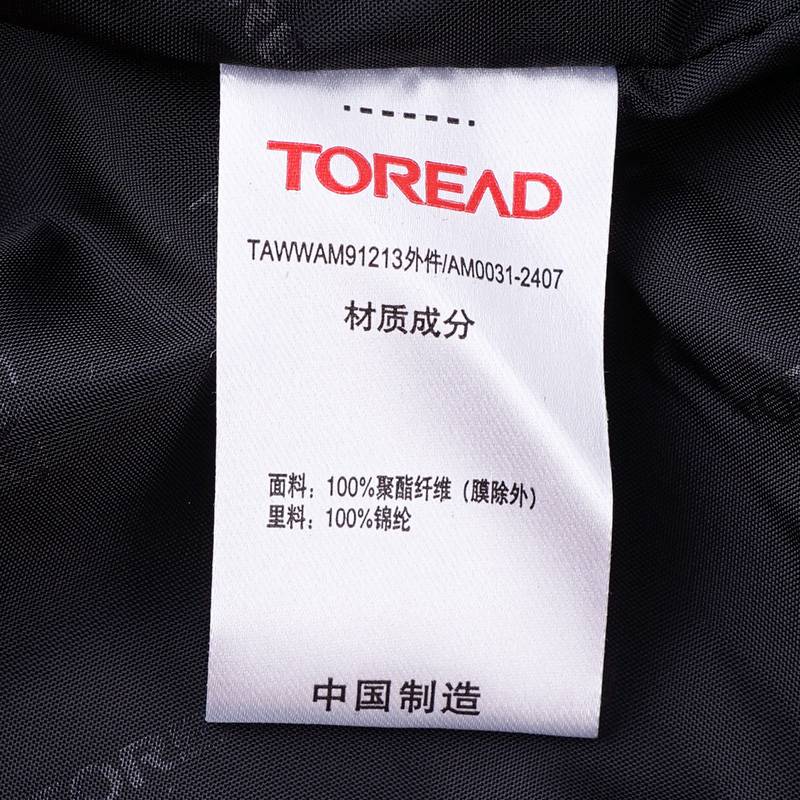 TOREAD
TAWWAM91213外件/AM0031-2407
材质成分
面料：100%聚酯纤维（膜除外）
里料：100%锦纶
中国制造